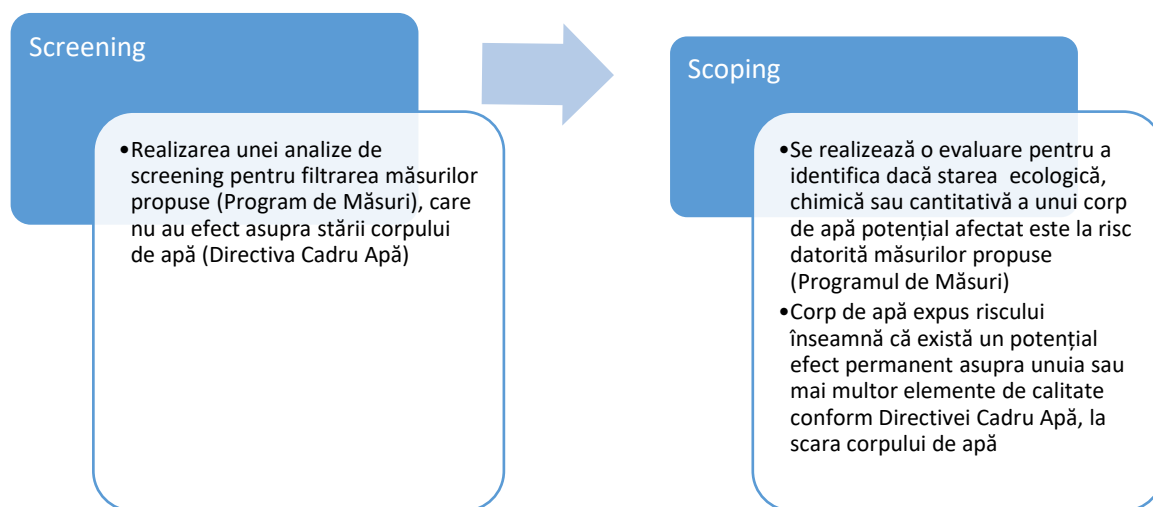 Screening
•Realizarea unei analize de
screening pentru filtrarea măsurilor
propuse (Program de Măsuri), care
nu au efect asupra stării corpului
de apă (Directiva Cadru Apă)
Scoping
•Se realizează o evaluare pentru a
identifica dacă starea ecologică,
chimică sau cantitativă a unui corp
de apă potențial afectat este la risc
datorită măsurilor propuse
(Programul de Măsuri)
•Corp de apă expus riscului
înseamnă că există un potențial
efect permanent asupra unuia sau
mai multor elemente de calitate
conform Directivei Cadru Apă, la
scara corpului de apă